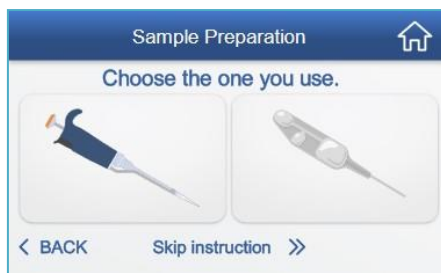 Sample Preparation
Choose the one you use.
< BACK Skip instruction >>